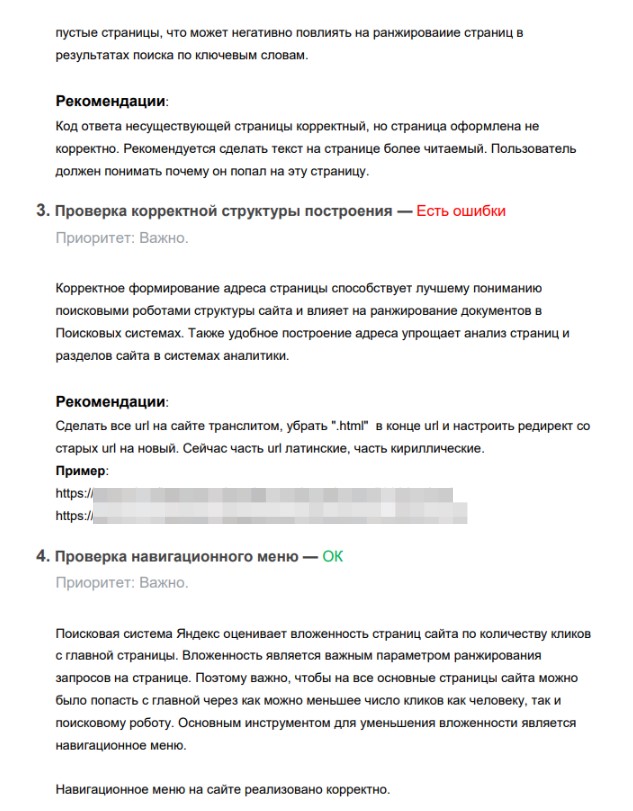 пустые страницы, что может негативно повлиять на ранжироваиие страниц в
результатах поиска по ключевым словам.
Рекомендации:
Код ответа несуществующей страницы корректный, но страница оформлена не
корректно. Рекомендуется сделать текст на странице более читаемый. Пользователь
должен понимать почему он попал на эту страницу.
3. Проверка корректной структуры построения — Есть ошибки
Приоритет: Важно.
Корректное формирование адреса страницы способствует лучшему пониманию
поисковыми роботами структуры сайта и влияет на ранжирование документов в
Поисковых системах. Также удобное построение адреса упрощает анализ страниц и
разделов сайта в системах аналитики.
Рекомендации:
Сделать все url на сайте транслитом, убрать ".html" в конце url и настроить редирект со
старых url на новый. Сейчас часть url латинские, часть кириллические.
Пример:
https://
https://
4. Проверка навигационного меню — ОК
Приоритет: Важно.
Поисковая система Яндекс оценивает вложенность страниц сайта по количеству кликов
с главной страницы. Вложенность является важным параметром ранжирования
запросов на странице. Поэтому важно, чтобы на все основные страницы сайта можно
было попасть с главной через как можно меньшее число кликов как человеку, так и
поисковому роботу. Основным инструментом для уменьшения вложенности является
навигационное меню.
Навигационное меню на сайте реализовано корректно.